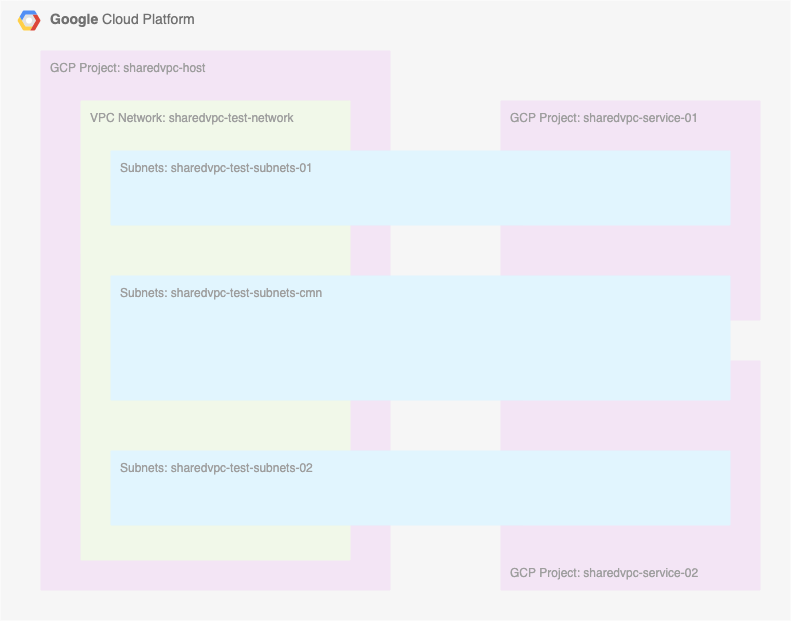 Google Cloud Platform
GCP Project: sharedvpc-host
VPC Network: sharedvpc-test-network
GCP Project: sharedvpc-service-01
Subnets: sharedvpc-test-subnets-01
Subnets: sharedvpc-test-subnets-cmn
Subnets: sharedvpc-test-subnets-02
GCP Project: sharedvpc-service-02